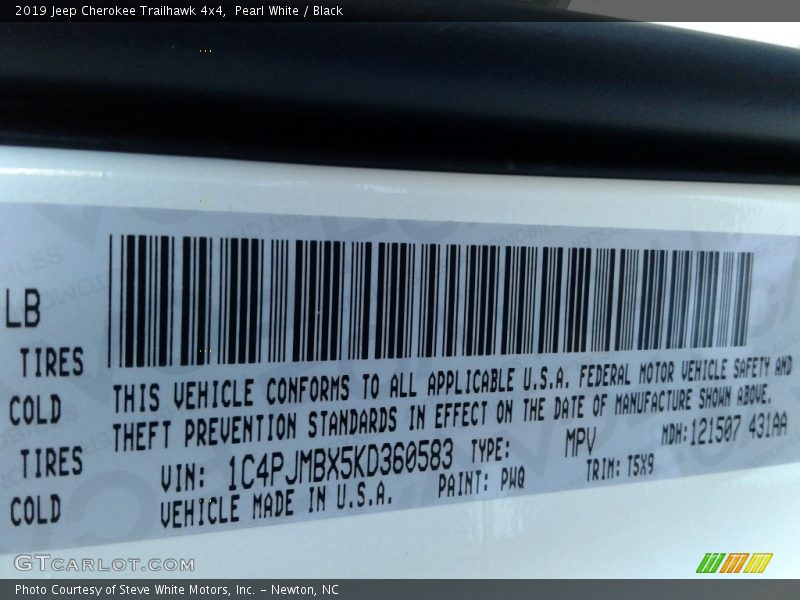 2019 Jeep Cherokee Trailhawk 4x4,  Pearl White / Black
LB
TIRES
COLD
TIRES
COLD
THIS VEHICLE CONFORMS TO ALL APPLICABLE U.S.A. FEDERAL MOTOR VEHICLE SAFETY AND
THEFT PREVENTION STANDARDS IN EFFECT ON THE DATE OF MANUFACTURE SHOWN ABOVE.
VIN: 1C4PJMBX5KD360583 TYPE: MPV MDH:121507 431AA
VEHICLE MADE IN U.S.A. PAINT: PWQ TRIM: T5X9
GTCARLOT.COM
Photo Courtesy of Steve White Motors, Inc. – Newton, NC